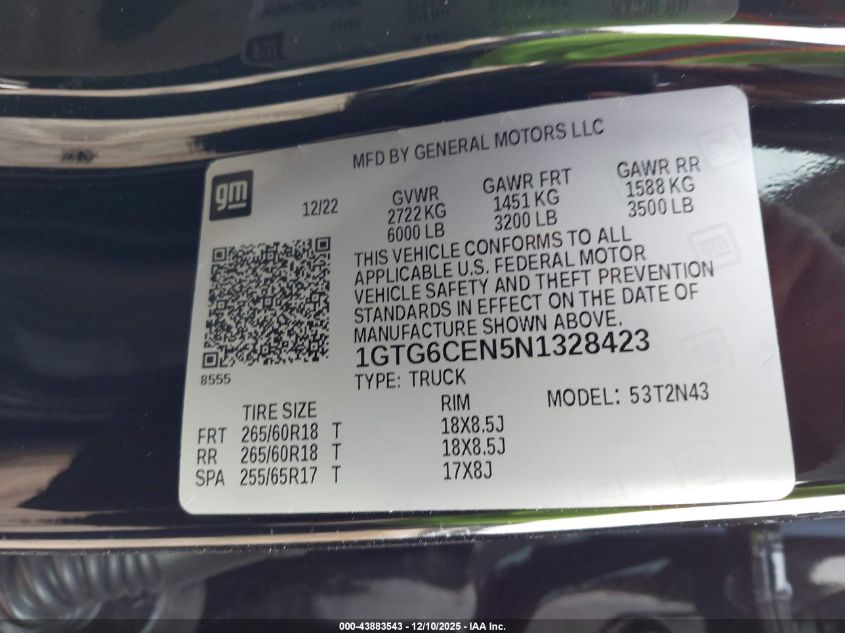 MFD BY GENERAL MOTORS LLC
gm
12/22
GVWR
2722 KG
6000 LB
GAWR FRT
1451 KG
3200 LB
GAWR RR
1588 KG
3500 LB
THIS VEHICLE CONFORMS TO ALL
APPLICABLE U.S. FEDERAL MOTOR
VEHICLE SAFETY AND THEFT PREVENTION
STANDARDS IN EFFECT ON THE DATE OF
MANUFACTURE SHOWN ABOVE.
1GTG6CEN5N1328423
8555
TYPE: TRUCK
MODEL: 53T2N43
TIRE SIZE RIM
FRT 265/60R18 T 18X8.5J
RR 265/60R18 T 18X8.5J
SPA 255/65R17 T 17X8J
000-43883543 - 12/10/2025 - IAA Inc.